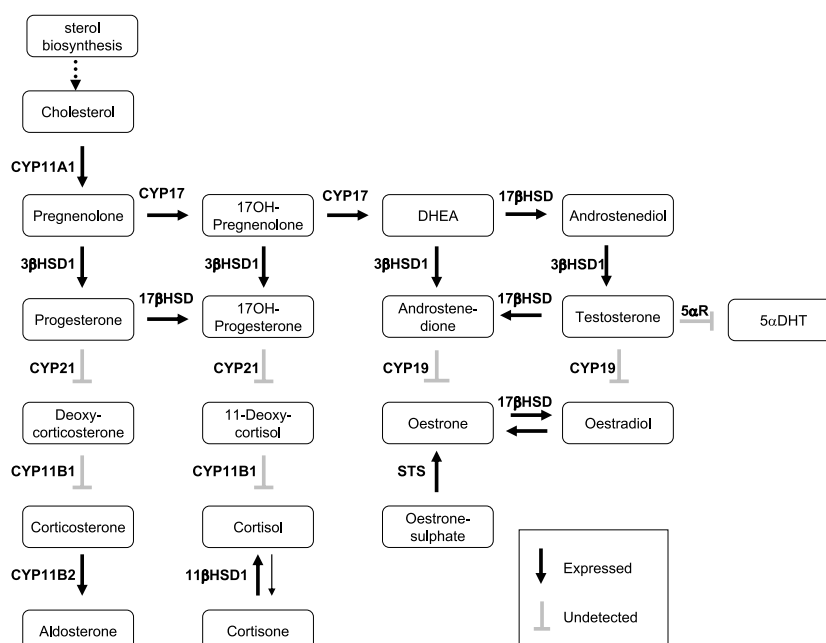 sterol
biosynthesis
Cholesterol
CYP11A1
CYP17
CYP17
17βHSD
Pregnenolone
17OH-
Pregnenolone
DHEA
Androstenediol
3βHSD1
3βHSD1
3βHSD1
3βHSD1
17βHSD
17βHSD
5αR
Progesterone
17OH-
Progesterone
Androstene-
dione
Testosterone
5αDHT
CYP21
CYP21
CYP19
CYP19
17βHSD
Deoxy-
corticosterone
11-Deoxy-
cortisol
Oestrone
Oestradiol
CYP11B1
CYP11B1
STS
Corticosterone
Cortisol
Oestrone-
sulphate
CYP11B2
11βHSD1
Expressed
Undetected
Aldosterone
Cortisone